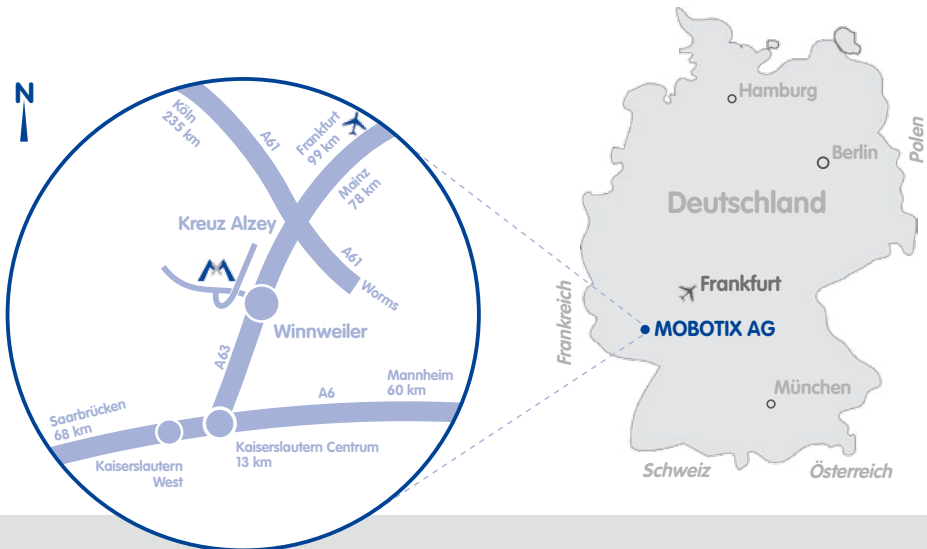 N
Köln
235 km
A61
Frankfurt
99 km
Mainz
78 km
Kreuz Alzey
A61
Worms
Winnweiler
A63
Mannheim
60 km
A6
Saarbrücken
68 km
Kaiserslautern Centrum
13 km
Kaiserslautern
West
Hamburg
Polen
Berlin
Deutschland
Frankfurt
Frankreich
MOBOTIX AG
München
Schweiz
Österreich